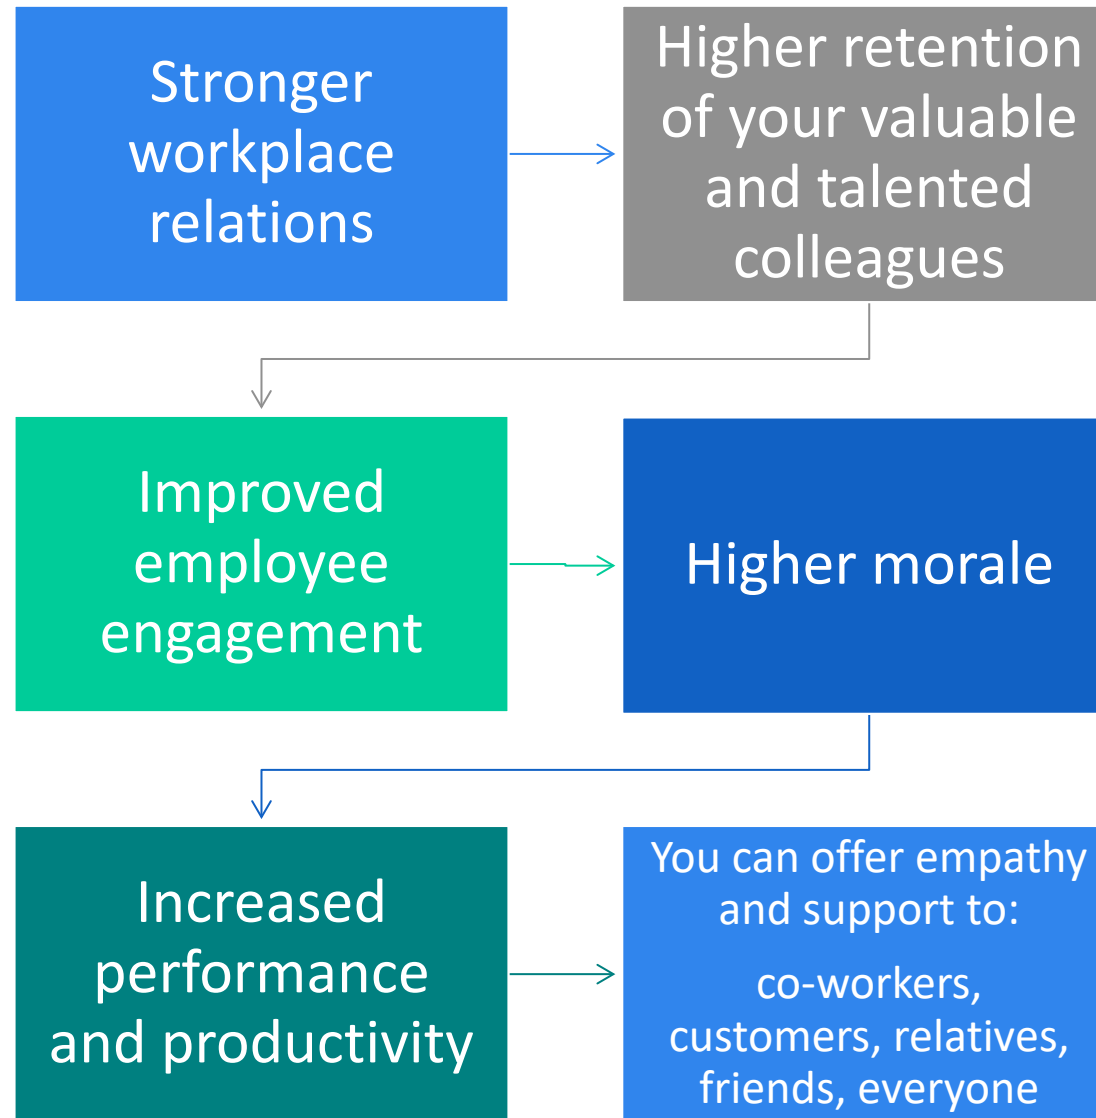 Stronger
workplace
relations
Higher retention
of your valuable
and talented
colleagues
Improved
employee
engagement
Higher morale
Increased
performance
and productivity
You can offer empathy
and support to:
co-workers,
customers, relatives,
friends, everyone